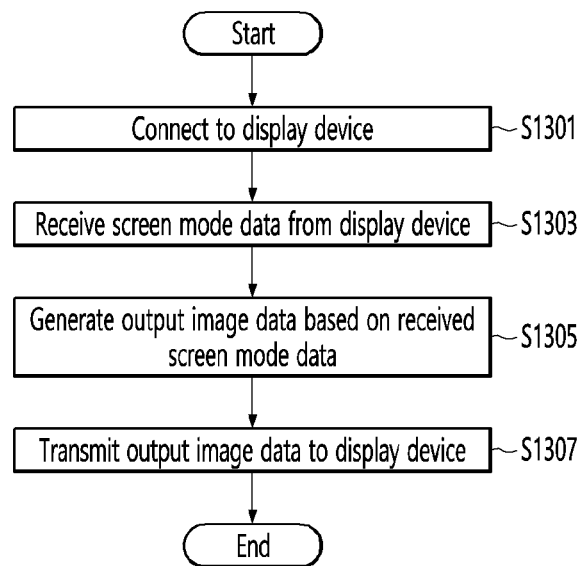 Start
Connect to display device
S1301
Receive screen mode data from display device
S1303
Generate output image data based on received
screen mode data
S1305
Transmit output image data to display device
S1307
End